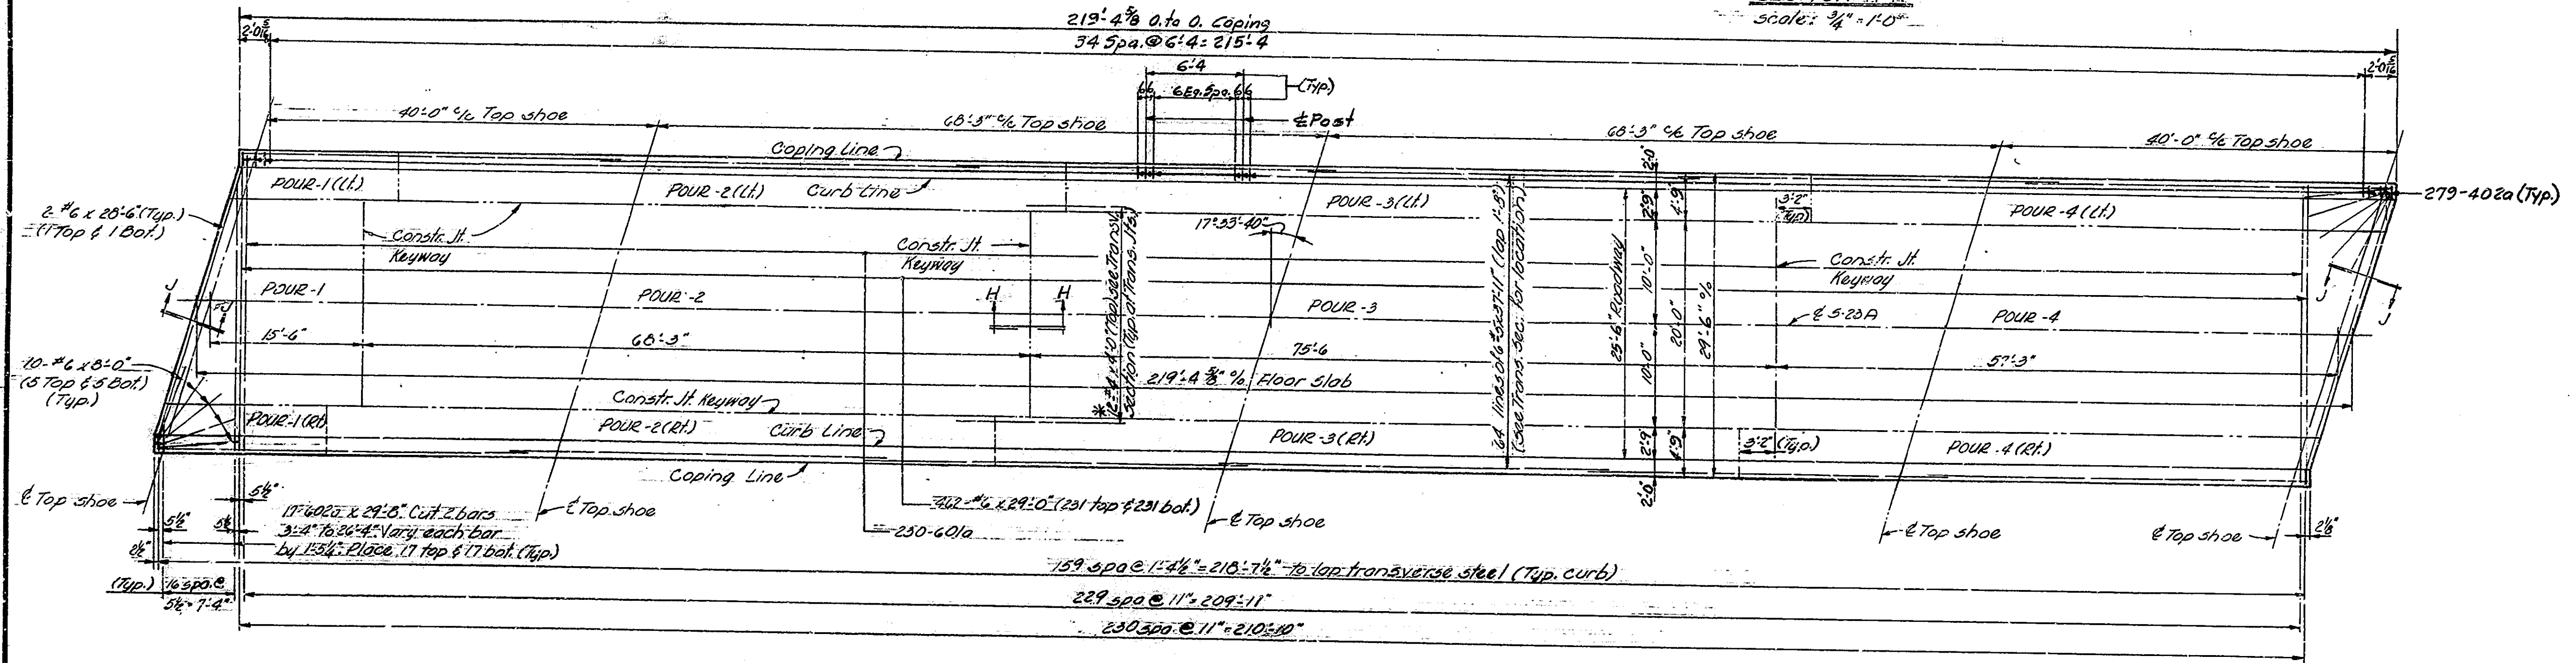 scale: 3/4" = 1'-0"
219'-4 5/8 O. to O. Coping
2'-0 5/16
34 Spa. @ 6'-4 = 215'-4
2'-0 5/16
6'-4
6 6
6 Eq. Spa.
6 6
(Typ.)
℄ Post
40'-0" c/c Top shoe
68'-3" c/c Top shoe
68'-3" c/c Top shoe
40'-0" c/c Top shoe
Coping Line
Curb Line
POUR-1 (Lt)
POUR-2 (Lt)
POUR-3 (Lt)
POUR-4 (Lt)
279-402a (Typ.)
2-#6 x 28'-6" (Typ.)
(1 Top & 1 Bot.)
Constr. Jt.
Keyway
Constr. Jt.
Keyway
17°-33'-40"
3'-2"
(Typ)
Constr. Jt.
Keyway
2'-0"
2'-9"
4'-9"
10'-0"
20'-0"
10'-0"
2'-9"
4'-9"
2'-0"
25'-6" Roadway
29'-6" %
64 lines of 6-#5x37'-11" (lap 1'-8")
(See Trans. Sec. for location)
J
J
POUR-1
POUR-2
H
H
POUR-3
℄ S-23A
POUR-4
J
J
15'-6"
68'-3"
75'-6
57'-3"
10-#6 x 8'-0"
(5 Top & 5 Bot)
(Typ.)
219'-4 5/8" % Floor slab
Constr. Jt. Keyway
Curb Line
POUR-1 (Rt)
POUR-2 (Rt)
POUR-3 (Rt)
3'-2" (Typ.)
POUR-4 (Rt.)
Coping Line
℄ Top shoe
℄ Top shoe
℄ Top shoe
℄ Top shoe
℄ Top shoe
5 1/2"
5 1/2"
5 1/2
17-602a x 29'-8" Cut 2 bars
3'-4" to 26'-4" Vary each bar
by 1'-5 1/4". Place 17 top & 17 bot. (Typ.)
462-#6 x 29'-0" (231 top & 231 bot.)
230-601a
2 1/2"
2 1/8"
(Typ.)
16 spa. @
5 1/2 = 7'-4"
159 spa @ 1'-4 1/2" = 218'-7 1/2" to lap transverse steel (Typ. curb)
229 spa @ 11" = 209'-11"
230 spa @ 11" = 210'-10"